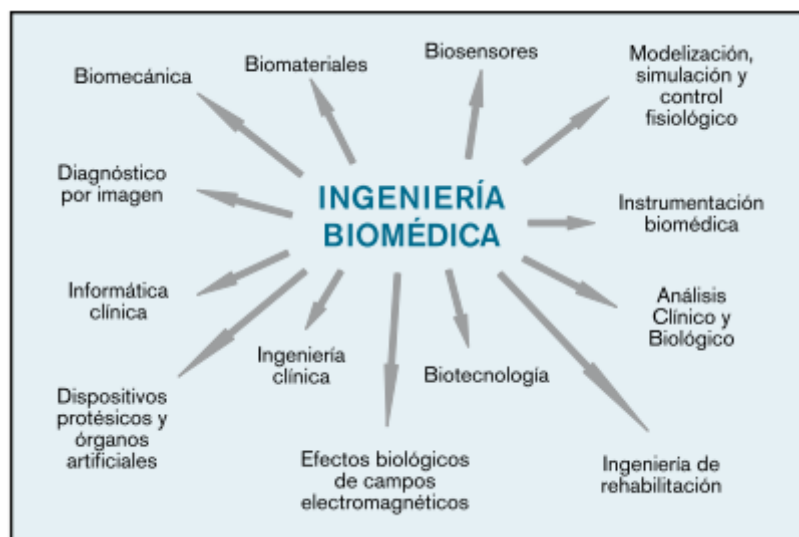 Biomecánica
Biomateriales
Biosensores
Modelización,
simulación y
control
fisiológico
Diagnóstico
por imagen
INGENIERÍA
BIOMÉDICA
Instrumentación
biomédica
Informática
clínica
Análisis
Clínico y
Biológico
Ingeniería
clínica
Biotecnología
Dispositivos
protésicos y
órganos
artificiales
Efectos biológicos
de campos
electromagnéticos
Ingeniería de
rehabilitación